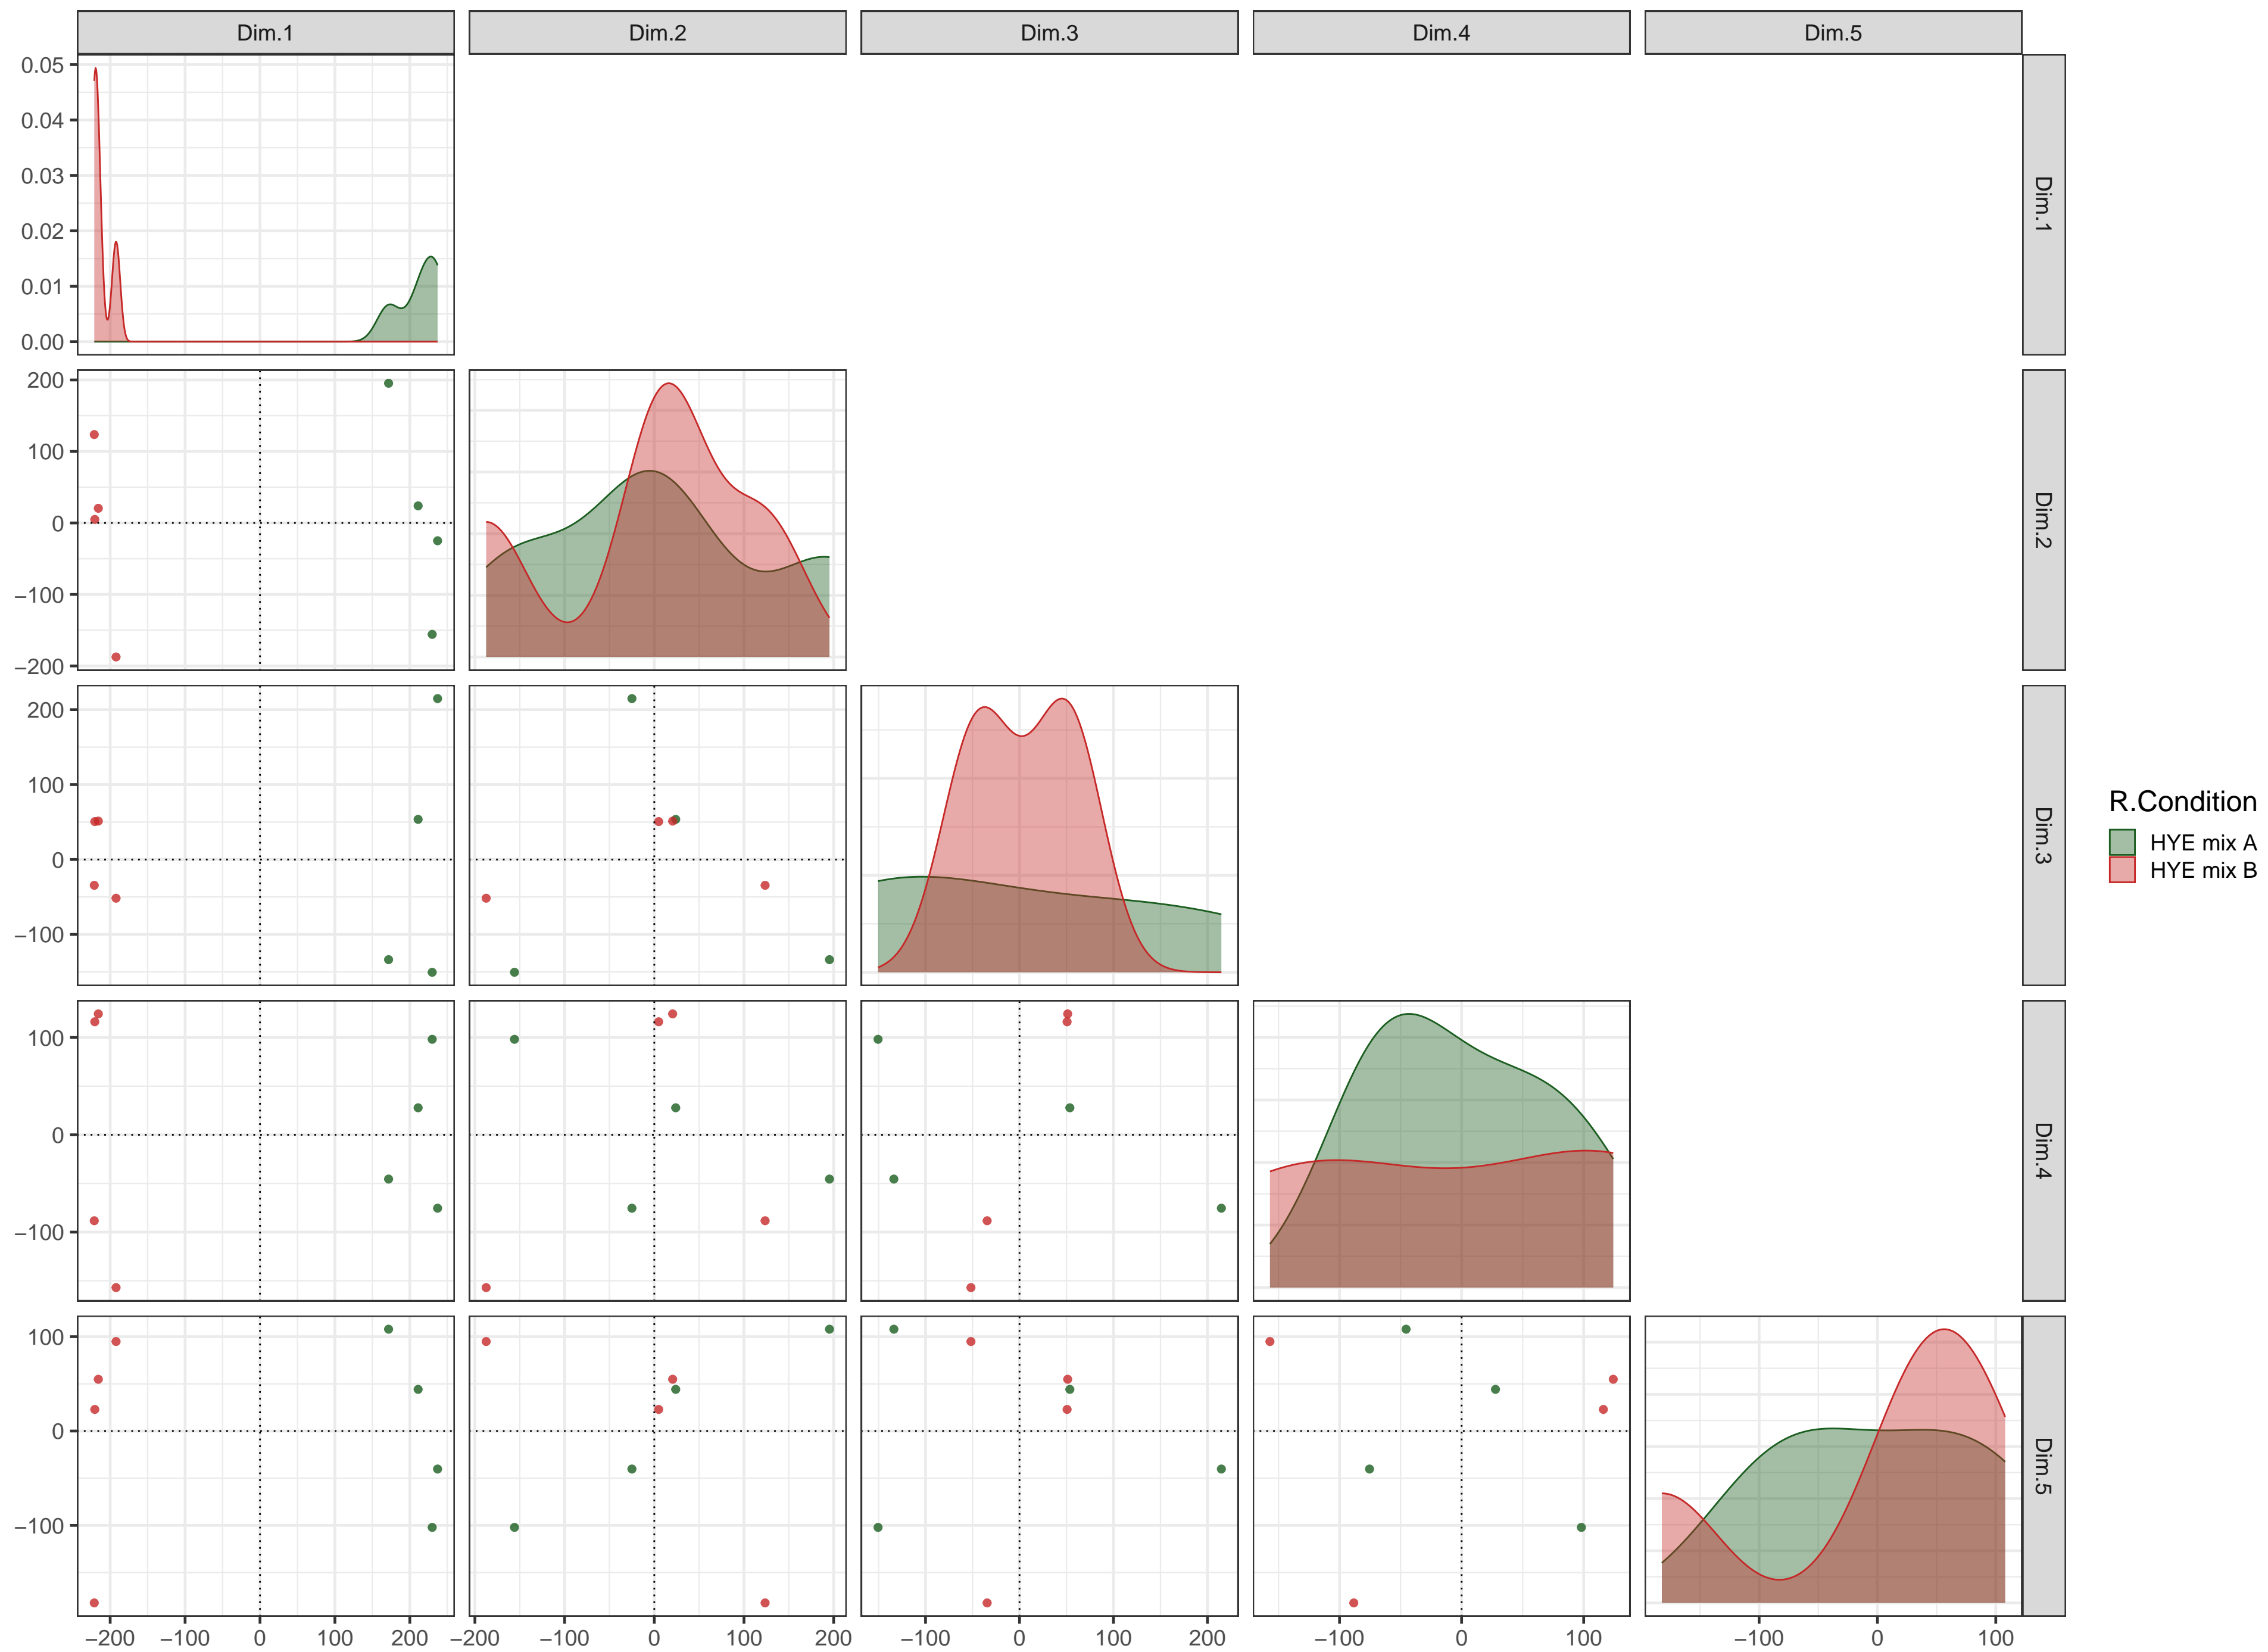 Dim.1 Dim.2 Dim.3 Dim.4 Dim.5
0.05
0.04
0.03
0.02
0.01
0.00
Dim.1
200
100
0
−100
−200
Dim.2
200
100
0
−100
Dim.3
R.Condition
HYE mix A
HYE mix B
100
0
−100
Dim.4
100
0
−100
Dim.5
−200 −100 0 100 200 −200 −100 0 100 200 −100 0 100 200 −100 0 100 −100 0 100